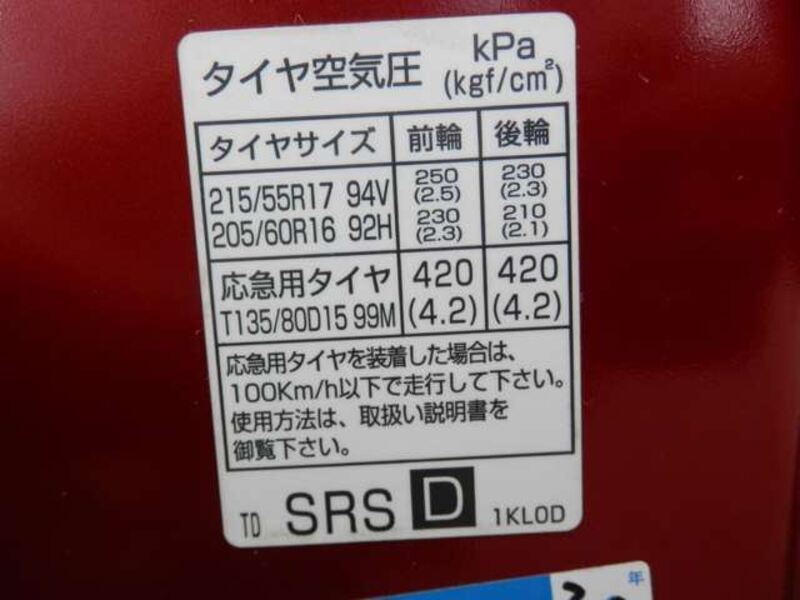 タイヤ空気圧 kPa
(kgf/cm²)
タイヤサイズ 前輪 後輪
215/55R17 94V 250 (2.5) 230 (2.3)
205/60R16 92H 230 (2.3) 210 (2.1)
応急用タイヤ 420 420
T135/80D15 99M (4.2) (4.2)
応急用タイヤを装着した場合は、
100Km/h以下で走行して下さい。
使用方法は、取扱い説明書を
御覧下さい。
TD SRS D 1KL0D
年